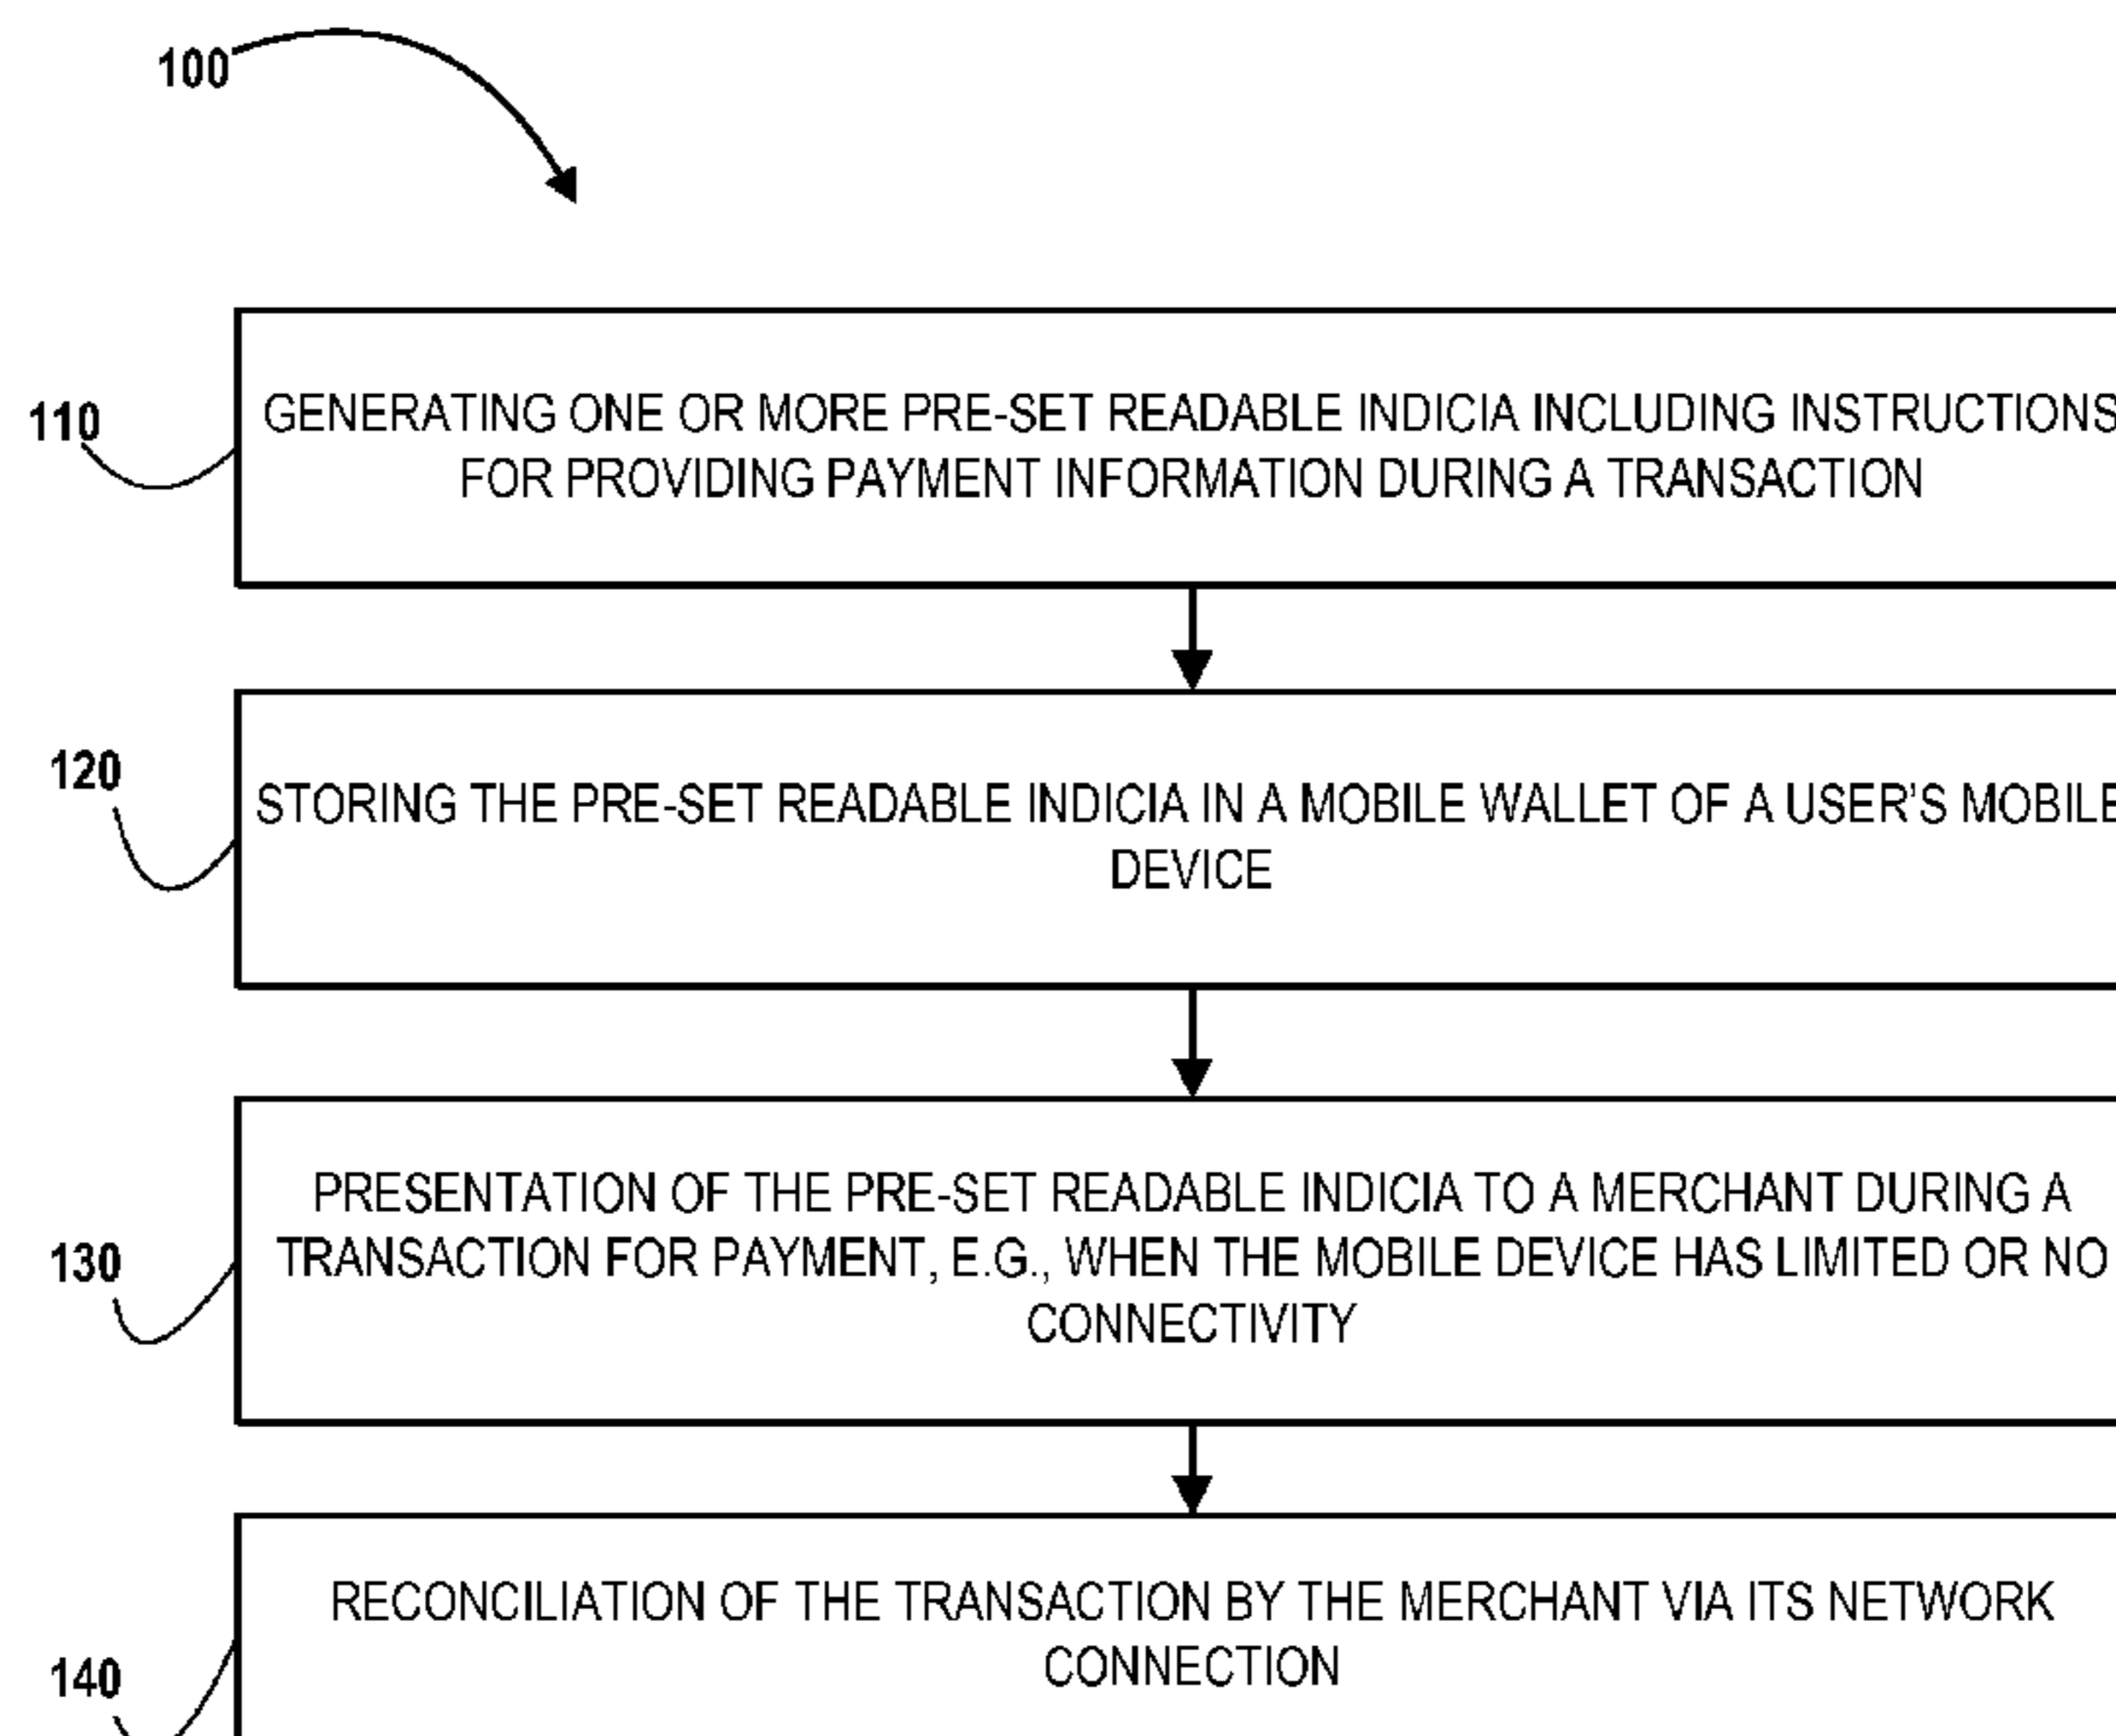 100
110
GENERATING ONE OR MORE PRE-SET READABLE INDICIA INCLUDING INSTRUCTIONS
FOR PROVIDING PAYMENT INFORMATION DURING A TRANSACTION
120
STORING THE PRE-SET READABLE INDICIA IN A MOBILE WALLET OF A USER'S MOBILE
DEVICE
130
PRESENTATION OF THE PRE-SET READABLE INDICIA TO A MERCHANT DURING A
TRANSACTION FOR PAYMENT, E.G., WHEN THE MOBILE DEVICE HAS LIMITED OR NO
CONNECTIVITY
140
RECONCILIATION OF THE TRANSACTION BY THE MERCHANT VIA ITS NETWORK
CONNECTION